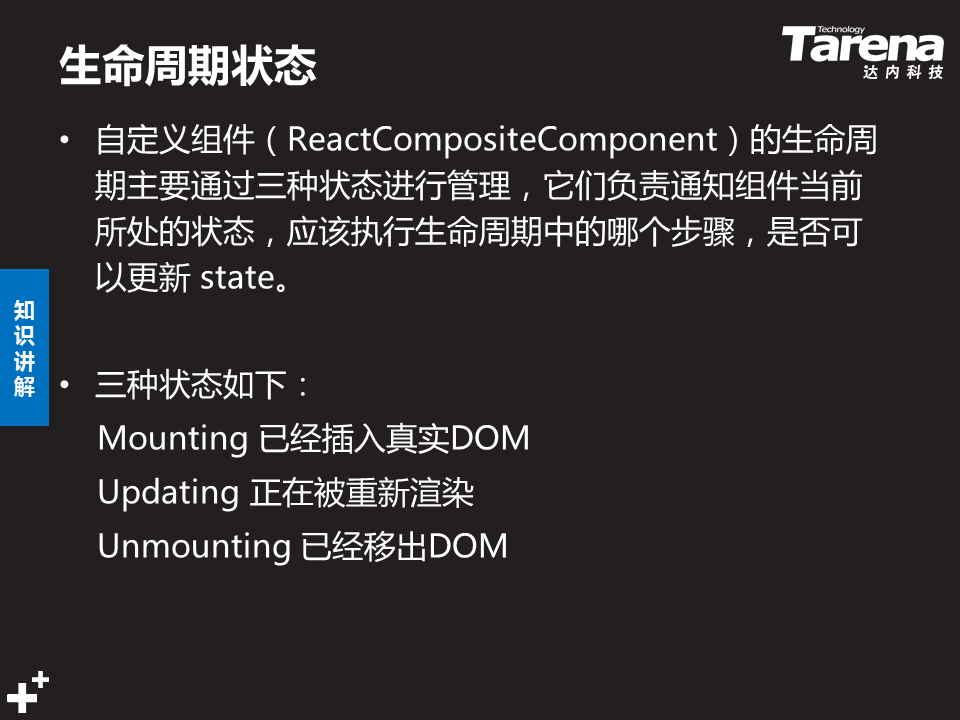 生命周期状态
Technology
Tarena
达内科技
• 自定义组件（ReactCompositeComponent）的生命周
期主要通过三种状态进行管理，它们负责通知组件当前
所处的状态，应该执行生命周期中的哪个步骤，是否可
以更新 state。
知识讲解
• 三种状态如下：
Mounting 已经插入真实DOM
Updating 正在被重新渲染
Unmounting 已经移出DOM